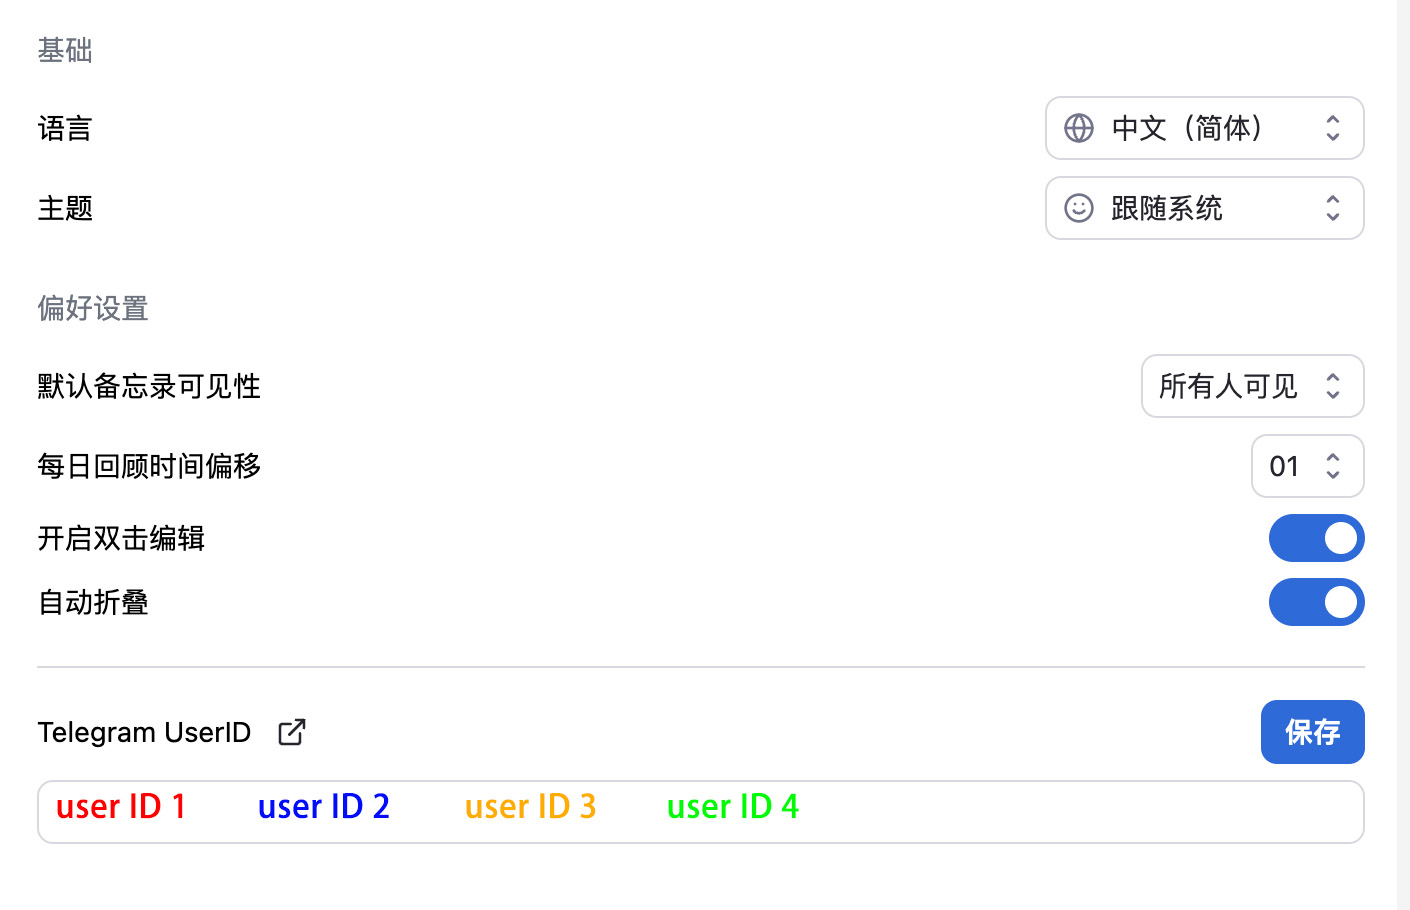 基础
语言 中文（简体）
主题 跟随系统
偏好设置
默认备忘录可见性 所有人可见
每日回顾时间偏移 01
开启双击编辑
自动折叠
Telegram UserID 保存
user ID 1 user ID 2 user ID 3 user ID 4